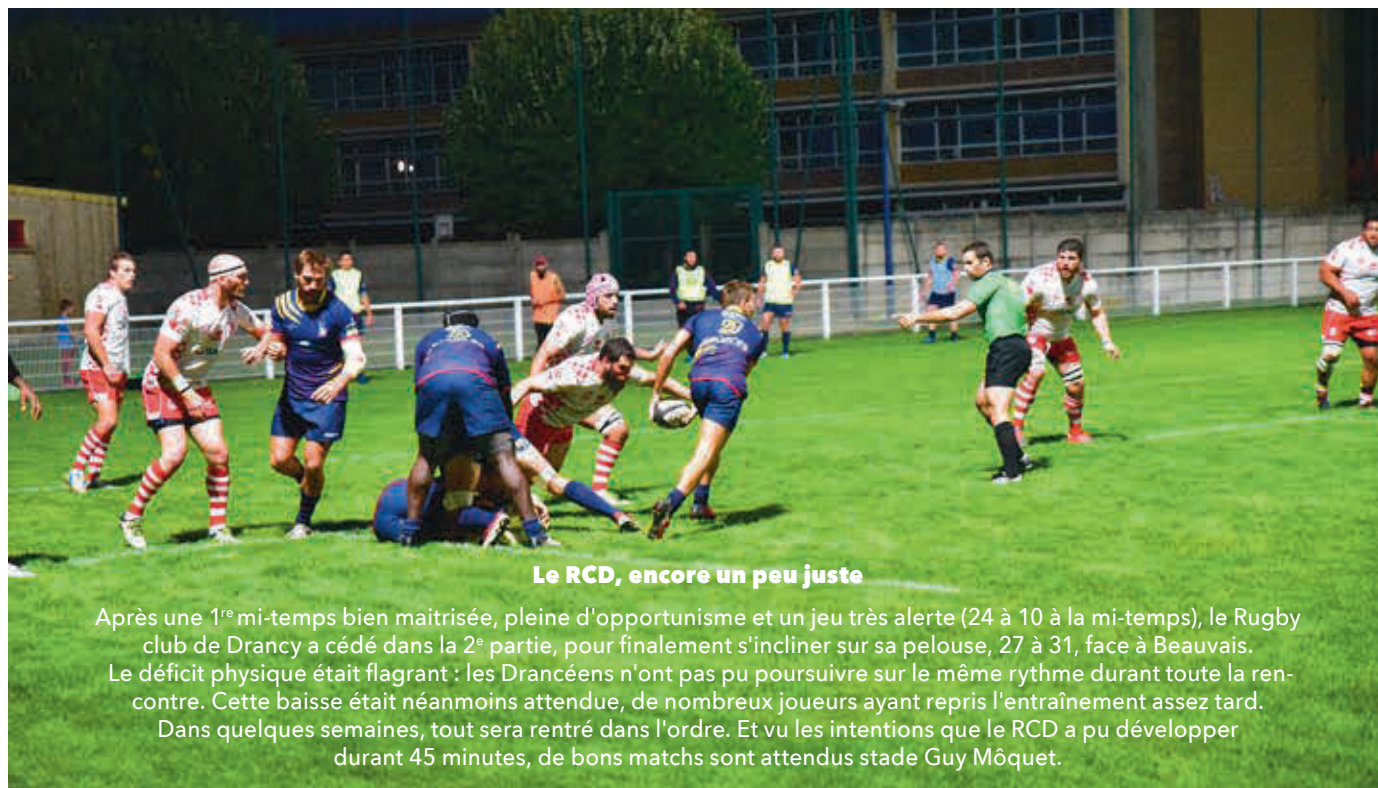 Le RCD, encore un peu juste
Après une 1re mi-temps bien maitrisée, pleine d'opportunisme et un jeu très alerte (24 à 10 à la mi-temps), le Rugby
club de Drancy a cédé dans la 2e partie, pour finalement s'incliner sur sa pelouse, 27 à 31, face à Beauvais.
Le déficit physique était flagrant : les Drancéens n'ont pas pu poursuivre sur le même rythme durant toute la ren-
contre. Cette baisse était néanmoins attendue, de nombreux joueurs ayant repris l'entraînement assez tard.
Dans quelques semaines, tout sera rentré dans l'ordre. Et vu les intentions que le RCD a pu développer
durant 45 minutes, de bons matchs sont attendus stade Guy Môquet.